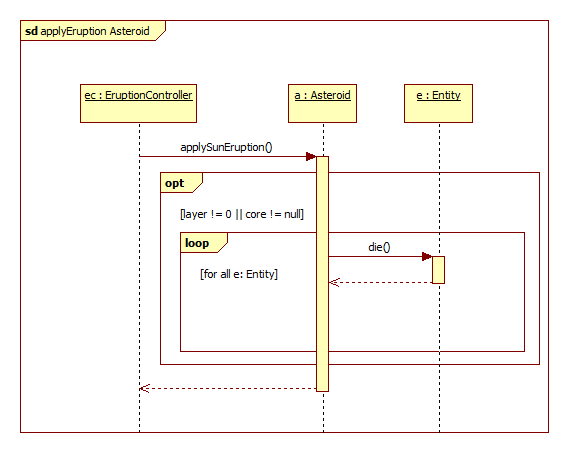 sd applyEruption Asteroid
ec : EruptionController
a : Asteroid
e : Entity
applySunEruption()
opt
[layer != 0 || core != null]
loop
die()
[for all e: Entity]